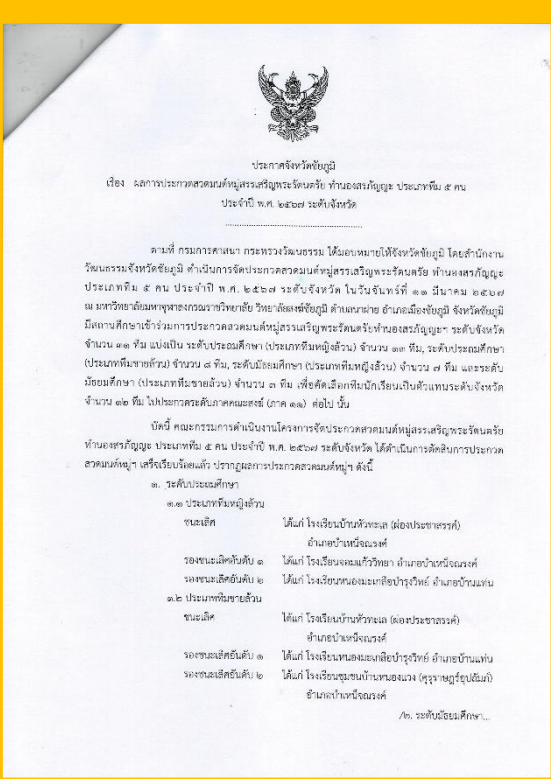 ประกาศจังหวัดชัยภูมิ
เรื่อง ผลการประกวดสวดมนต์หมู่สรรเสริญพระรัตนตรัย ทำนองสรภัญญะ ประเภททีม ๕ คน
ประจำปี พ.ศ. ๒๕๖๗ ระดับจังหวัด
ตามที่ กรมการศาสนา กระทรวงวัฒนธรรม ได้มอบหมายให้จังหวัดชัยภูมิ โดยสำนักงาน
วัฒนธรรมจังหวัดชัยภูมิ ดำเนินการจัดประกวดสวดมนต์หมู่สรรเสริญพระรัตนตรัย ทำนองสรภัญญะ
ประเภททีม ๕ คน ประจำปี พ.ศ. ๒๕๖๗ ระดับจังหวัด ในวันจันทร์ที่ ๑๑ มีนาคม ๒๕๖๗
ณ มหาวิทยาลัยมหาจุฬาลงกรณราชวิทยาลัย วิทยาลัยสงฆ์ชัยภูมิ ตำบลนาฝาย อำเภอเมืองชัยภูมิ จังหวัดชัยภูมิ
มีสถานศึกษาเข้าร่วมการประกวดสวดมนต์หมู่สรรเสริญพระรัตนตรัยทำนองสรภัญญะฯ ระดับจังหวัด
จำนวน ๓๑ ทีม แบ่งเป็น ระดับประถมศึกษา (ประเภททีมหญิงล้วน) จำนวน ๑๓ ทีม, ระดับประถมศึกษา
(ประเภททีมชายล้วน) จำนวน ๘ ทีม, ระดับมัธยมศึกษา (ประเภททีมหญิงล้วน) จำนวน ๗ ทีม และระดับ
มัธยมศึกษา (ประเภททีมชายล้วน) จำนวน ๓ ทีม เพื่อคัดเลือกทีมนักเรียนเป็นตัวแทนระดับจังหวัด
จำนวน ๑๒ ทีม ไปประกวดระดับภาคคณะสงฆ์ (ภาค ๑๑) ต่อไป นั้น
บัดนี้ คณะกรรมการดำเนินงานโครงการจัดประกวดสวดมนต์หมู่สรรเสริญพระรัตนตรัย
ทำนองสรภัญญะ ประเภททีม ๕ คน ประจำปี พ.ศ. ๒๕๖๗ ระดับจังหวัด ได้ดำเนินการตัดสินการประกวด
สวดมนต์หมู่ฯ เสร็จเรียบร้อยแล้ว ปรากฏผลการประกวดสวดมนต์หมู่ฯ ดังนี้
๑. ระดับประถมศึกษา
๑.๑ ประเภททีมหญิงล้วน
ชนะเลิศ ได้แก่ โรงเรียนบ้านหัวทะเล (ผ่องประชาสรรค์)
อำเภอบำเหน็จณรงค์
รองชนะเลิศอันดับ ๑ ได้แก่ โรงเรียนจอมแก้ววิทยา อำเภอบำเหน็จณรงค์
รองชนะเลิศอันดับ ๒ ได้แก่ โรงเรียนหนองมะเกลือบำรุงวิทย์ อำเภอบ้านแท่น
๑.๒ ประเภททีมชายล้วน
ชนะเลิศ ได้แก่ โรงเรียนบ้านหัวทะเล (ผ่องประชาสรรค์)
อำเภอบำเหน็จณรงค์
รองชนะเลิศอันดับ ๑ ได้แก่ โรงเรียนหนองมะเกลือบำรุงวิทย์ อำเภอบ้านแท่น
รองชนะเลิศอันดับ ๒ ได้แก่ โรงเรียนชุมชนบ้านหนองแวง (คุรุราษฎร์อุปถัมภ์)
อำเภอบำเหน็จณรงค์
/๒. ระดับมัธยมศึกษา...